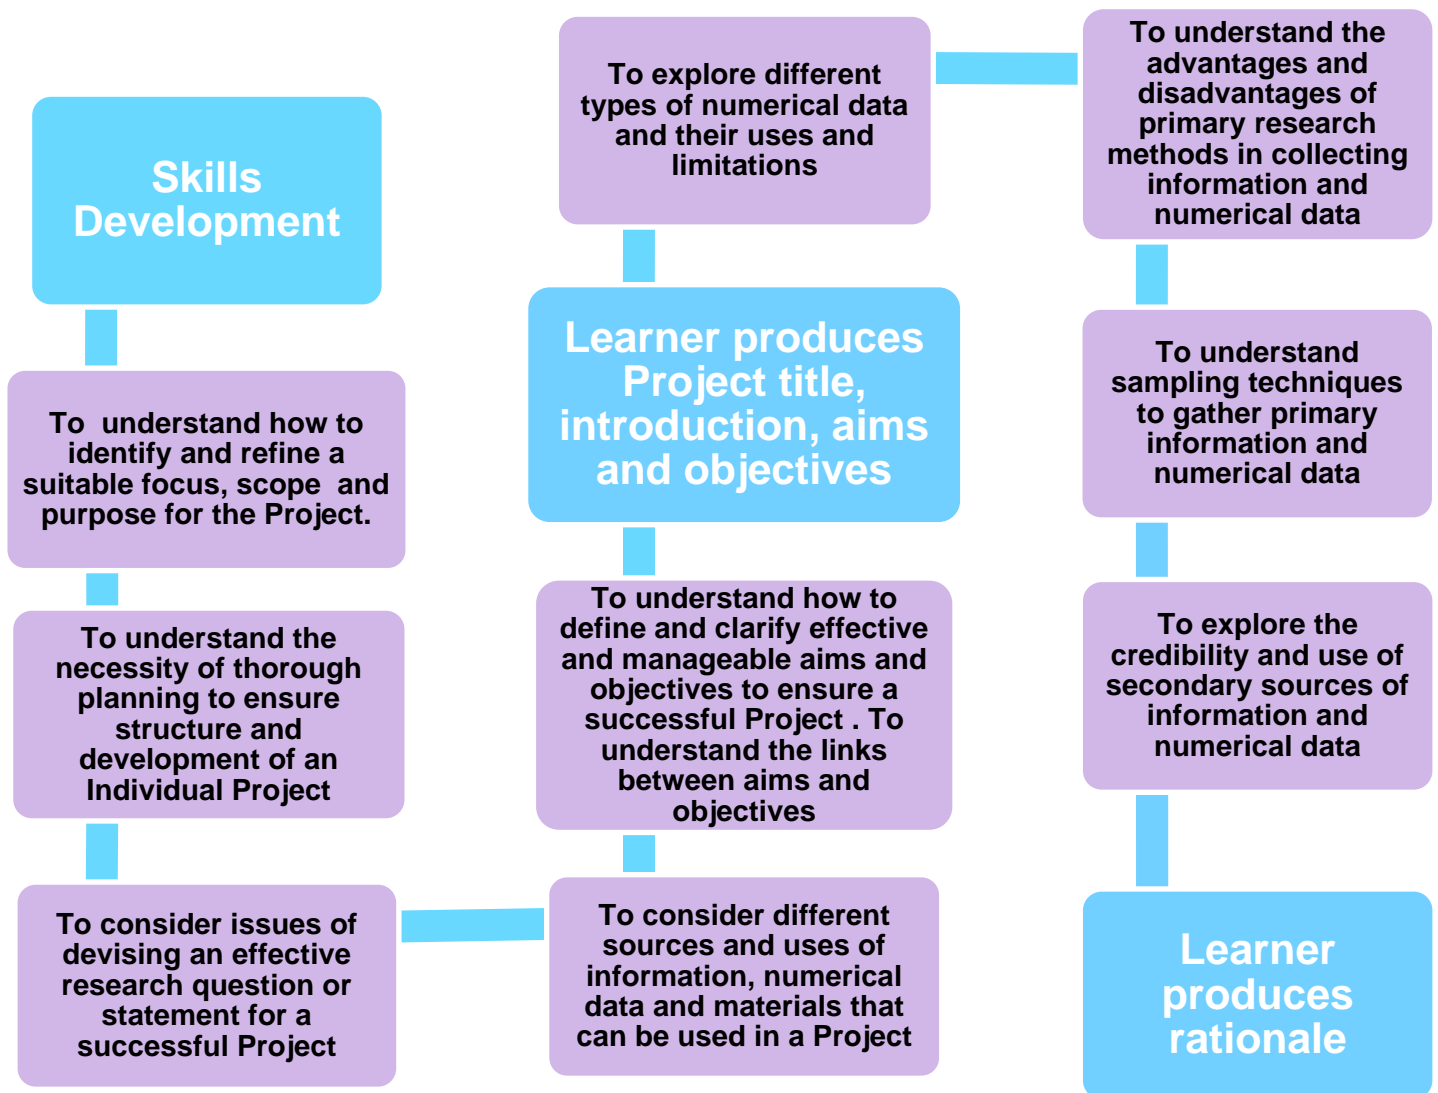 Skills
Development
To  understand how to
identify and refine a
suitable focus, scope  and
purpose for the Project.
To understand the
necessity of thorough
planning to ensure
structure and
development of an
Individual Project
To consider issues of
devising an effective
research question or
statement for a
successful Project
To consider different
sources and uses of
information, numerical
data and materials that
can be used in a Project
To understand how to
define and clarify effective
and manageable aims and
objectives to ensure a
successful Project . To
understand the links
between aims and
objectives
Learner produces
Project title,
introduction, aims
and objectives
To explore different
types of numerical data
and their uses and
limitations
To understand the
advantages and
disadvantages of
primary research
methods in collecting
information and
numerical data
To understand
sampling techniques
to gather primary
information and
numerical data
To explore the
credibility and use of
secondary sources of
information and
numerical data
Learner
produces
rationale